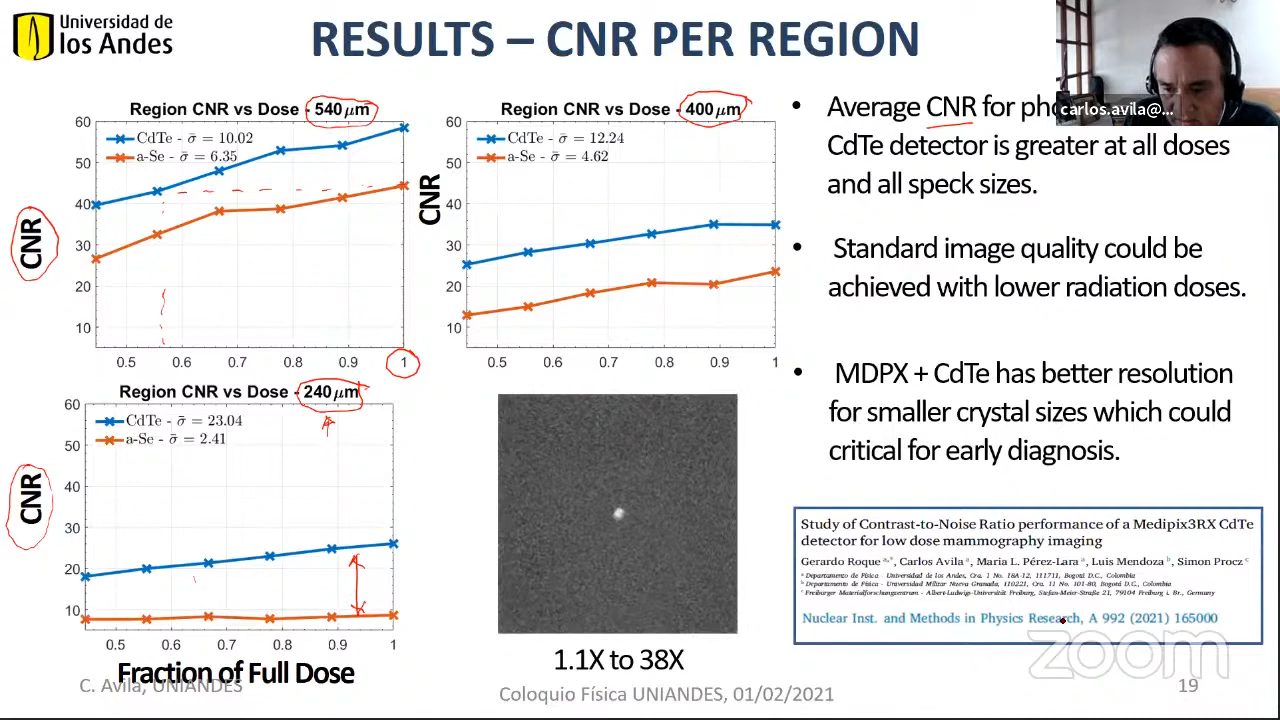 Universidad de
los Andes
RESULTS – CNR PER REGION
Region CNR vs Dose - 540 μm
CdTe - σ̄ = 10.02
a-Se - σ̄ = 6.35
60
50
40
30
20
10
0.5 0.6 0.7 0.8 0.9 1
CNR
Region CNR vs Dose - 400 μm
CdTe - σ̄ = 12.24
a-Se - σ̄ = 4.62
60
50
40
30
20
10
0.5 0.6 0.7 0.8 0.9 1
CNR
Region CNR vs Dose - 240 μm
CdTe - σ̄ = 23.04
a-Se - σ̄ = 2.41
60
50
40
30
20
10
0.5 0.6 0.7 0.8 0.9 1
CNR
Fraction of Full Dose
1.1X to 38X
carlos.avila@...
• Average CNR for
CdTe detector is greater at all doses
and all speck sizes.
• Standard image quality could be
achieved with lower radiation doses.
• MDPX + CdTe has better resolution
for smaller crystal sizes which could
critical for early diagnosis.
Study of Contrast-to-Noise Ratio performance of a Medipix3RX CdTe
detector for low dose mammography imaging
Gerardo Roque a,*, Carlos Avila a, Maria L. Pérez-Lara a, Luis Mendoza b, Simon Procz c
a Departamento de Física Universidad de los Andes, Cra. 1 No. 18A-12, 111711, Bogotá D.C., Colombia
b Departamento de Física - Universidad Militar Nueva Granada, 110221, Cra. 11 No. 101-80, Bogotá D.C., Colombia
c Freiburger Materialforschungszentrum - Albert-Ludwigs-Universität Freiburg, Stefan-Meier-Straße 21, 79104 Freiburg i. Br., Germany
Nuclear Inst. and Methods in Physics Research, A 992 (2021) 165000
zoom
C. Avila, UNIANDES
Coloquio Física UNIANDES, 01/02/2021
19